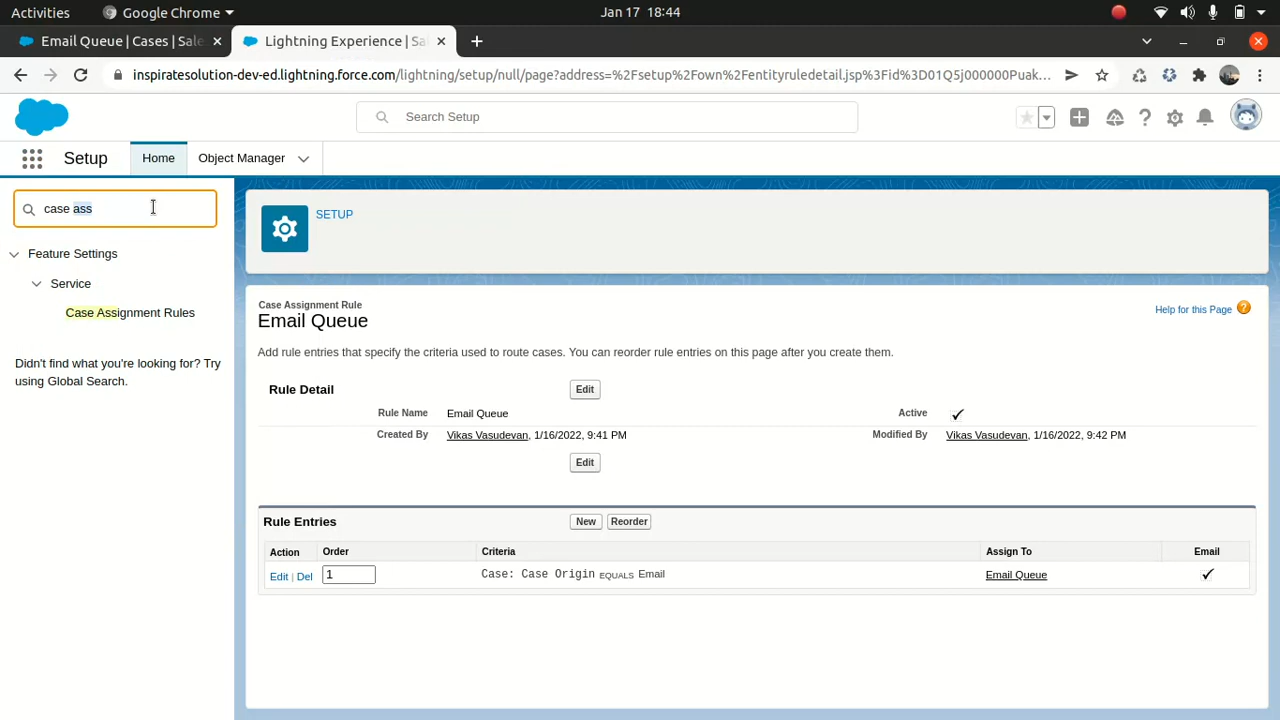 Activities
Google Chrome
Jan 17 18:44
Email Queue | Cases | Sale
Lightning Experience | Sa
inspiratesolution-dev-ed.lightning.force.com/lightning/setup/null/page?address=%2Fsetup%2Fown%2Fentityruledetail.jsp%3Fid%3D01Q5j000000Puak...
Search Setup
Setup
Home
Object Manager
case ass
Feature Settings
Service
Case Assignment Rules
Didn't find what you're looking for? Try
using Global Search.
SETUP
Case Assignment Rule
Email Queue
Help for this Page ?
Add rule entries that specify the criteria used to route cases. You can reorder rule entries on this page after you create them.
Rule Detail
Edit
Rule Name Email Queue
Active
Created By Vikas Vasudevan, 1/16/2022, 9:41 PM
Modified By Vikas Vasudevan, 1/16/2022, 9:42 PM
Edit
Rule Entries
New Reorder
Action Order Criteria Assign To Email
Edit | Del 1 Case: Case Origin EQUALS Email Email Queue